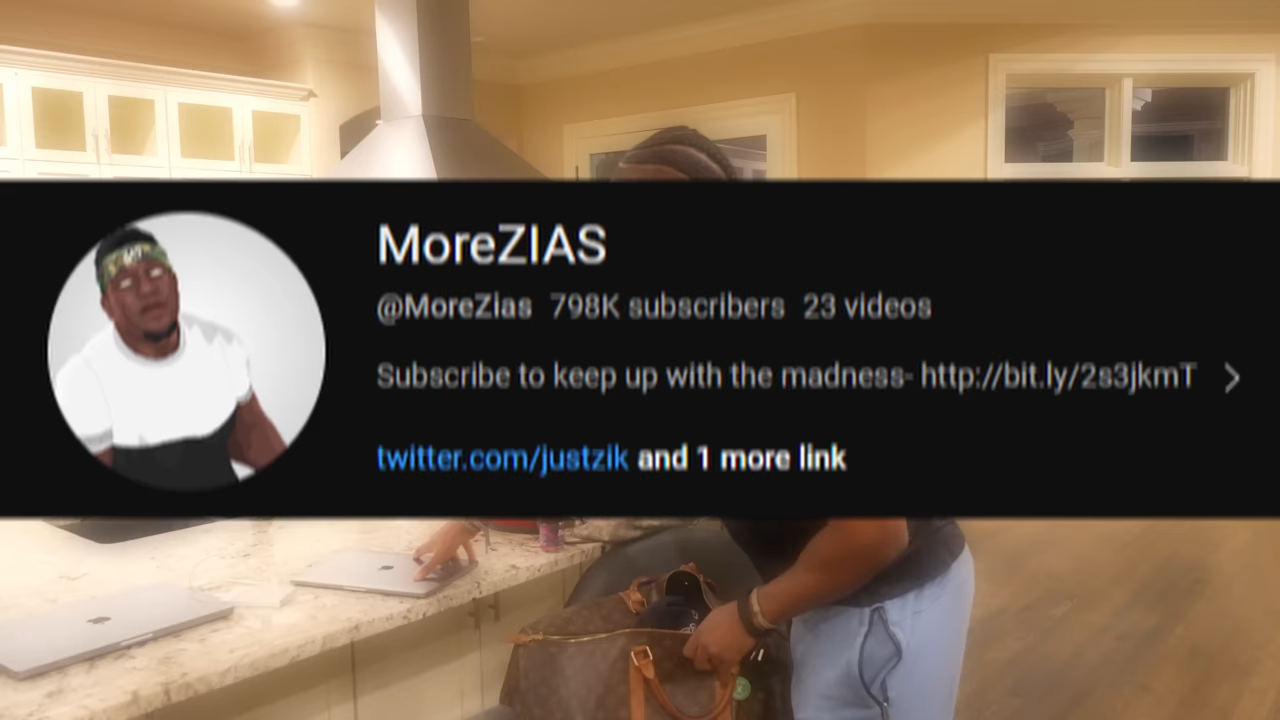 MoreZIAS
@MoreZias 798K subscribers 23 videos
Subscribe to keep up with the madness- http://bit.ly/2s3jkmT
twitter.com/justzik and 1 more link